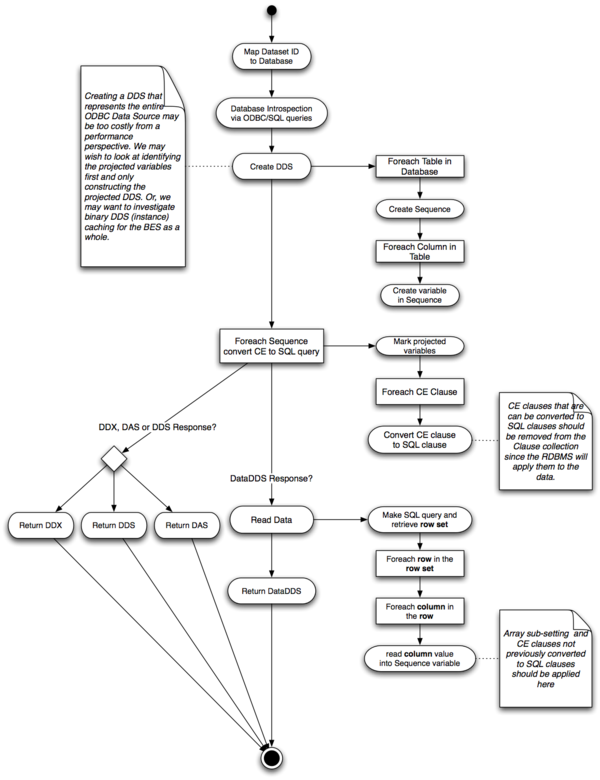 Map Dataset ID
to Database
Creating a DDS that
represents the entire
ODBC Data Source may
be too costly from a
performance
perspective. We may
wish to look at identifying
the projected variables
first and only
constructing the
projected DDS. Or, we
may want to investigate
binary DDS (instance)
caching for the BES as a
whole.
Database Introspection
via ODBC/SQL queries
Create DDS
Foreach Table in
Database
Create Sequence
Foreach Column in
Table
Create variable
in Sequence
Foreach Sequence
convert CE to SQL query
Mark projected
variables
Foreach CE Clause
CE clauses that are
can be converted to
SQL clauses should
be removed from the
Clause collection
since the RDBMS will
apply them to the
data.
DDX, DAS or DDS Response?
Convert CE clause
to SQL clause
DataDDS Response?
Return DDX
Return DDS
Return DAS
Read Data
Make SQL query and
retrieve row set
Foreach row in the
row set
Return DataDDS
Foreach column in
the row
read column value
into Sequence variable
Array sub-setting and
CE clauses not
previously converted
to SQL clauses
should be applied
here